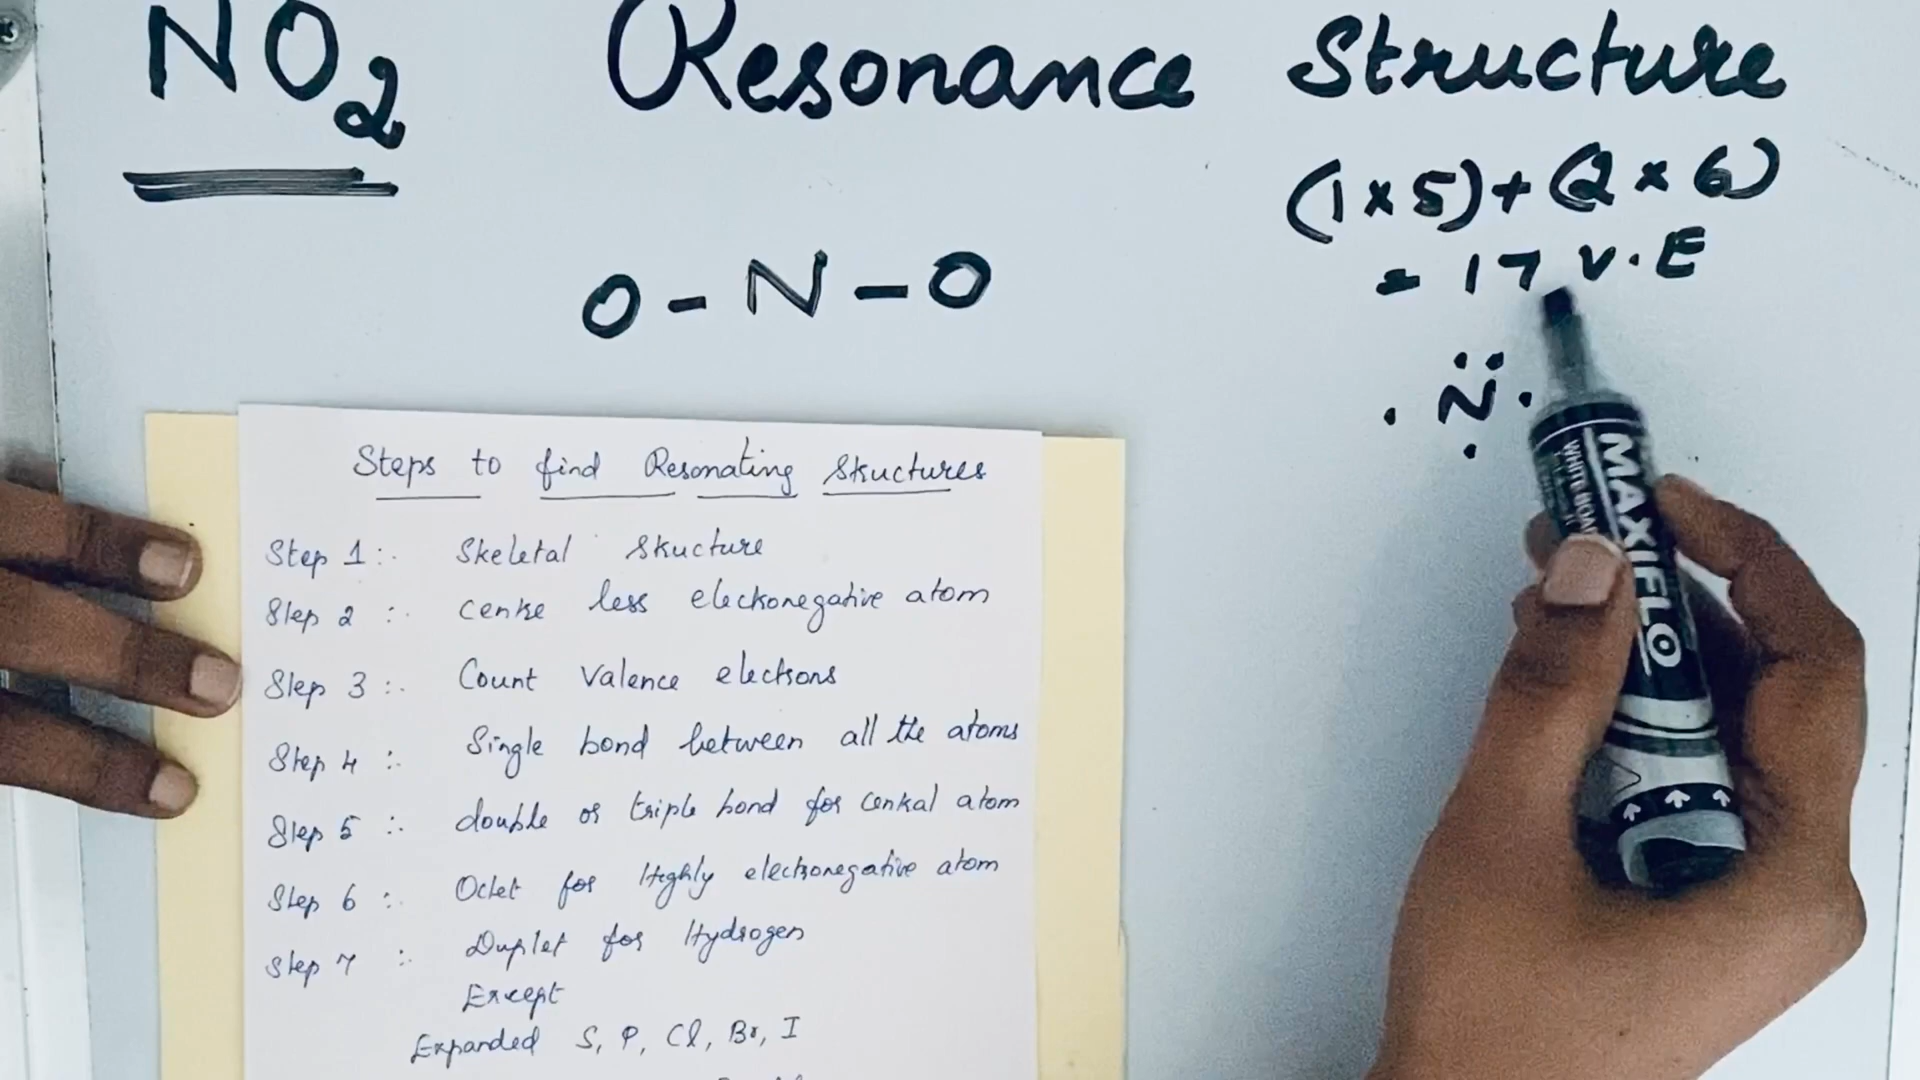 NO2 Resonance Structure
(1×5)+(2×6)
= 17 V.E
O-N-O
N
Steps to find Resonating Structures
Step 1:. Skeletal Structure
Step 2:. Centre less electronegative atom
Step 3:. Count Valence electrons
Step 4:. Single bond between all the atoms
Step 5:. double or triple bond for Central atom
Step 6:. Octet for Highly electronegative atom
Step 7:. Duplet for Hydrogen
Except
Expanded S, P, Cl, Br, I
MAXIFLO